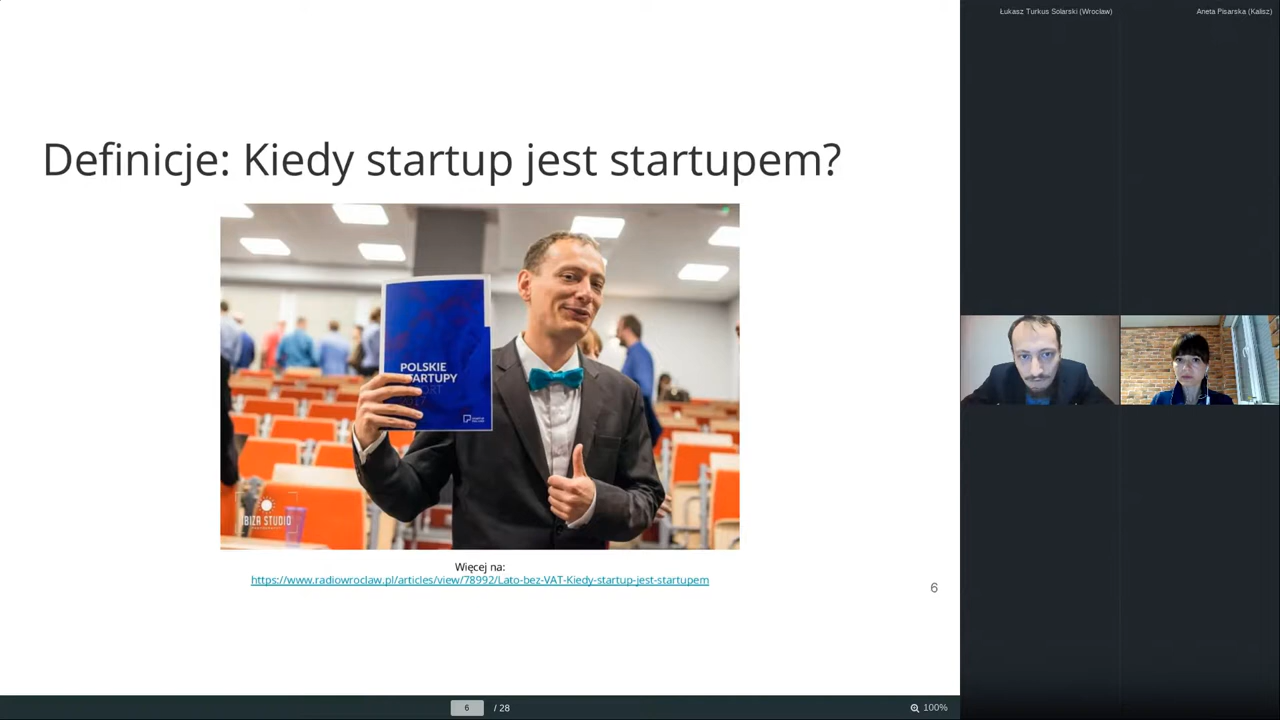 Łukasz Turkus Solarski (Wrocław)
Aneta Pisarska (Kalisz)
Definicje: Kiedy startup jest startupem?
POLSKIE
STARTUPY
IBIZA STUDIO
Więcej na:
https://www.radiowroclaw.pl/articles/view/78992/Lato-bez-VAT-Kiedy-startup-jest-startupem
6
6
/ 28
100%